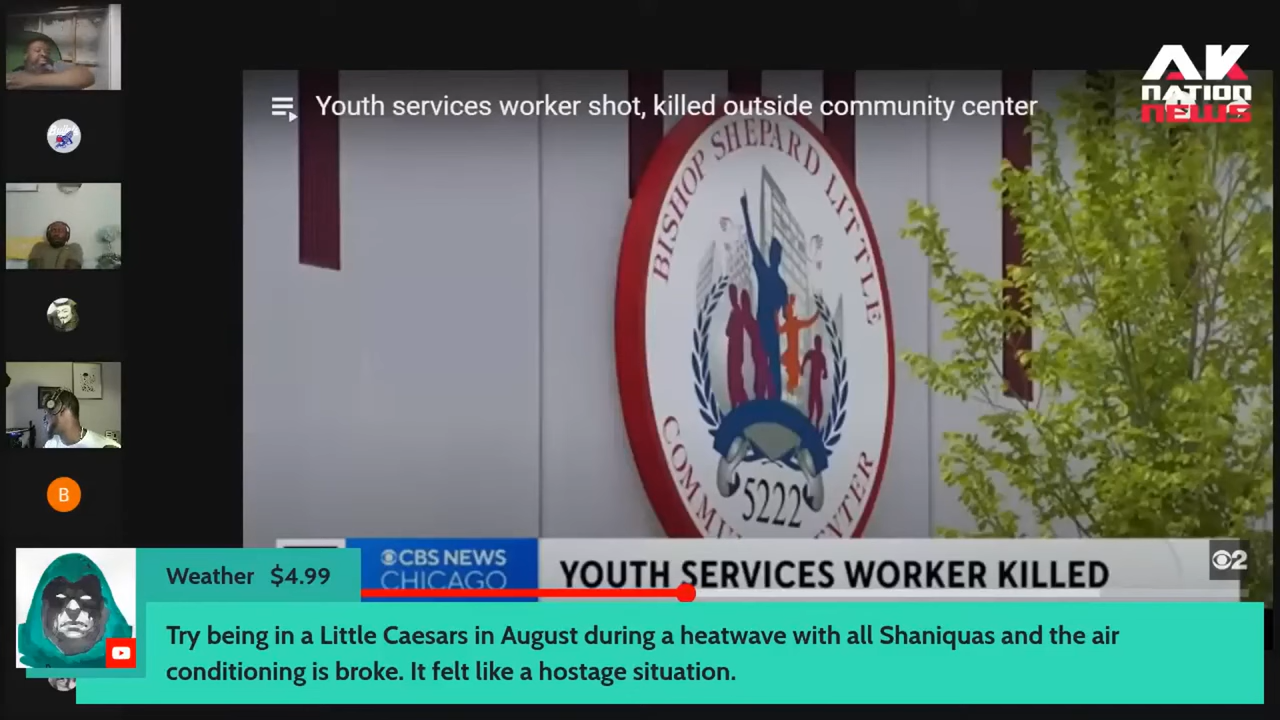 AK
NATION
NEWS
Youth services worker shot, killed outside community center
BISHOP SHEPARD LITTLE
COMMUNITY CENTER
5222
B
CBS NEWS
CHICAGO
YOUTH SERVICES WORKER KILLED
2
Weather $4.99
Try being in a Little Caesars in August during a heatwave with all Shaniquas and the air
conditioning is broke. It felt like a hostage situation.